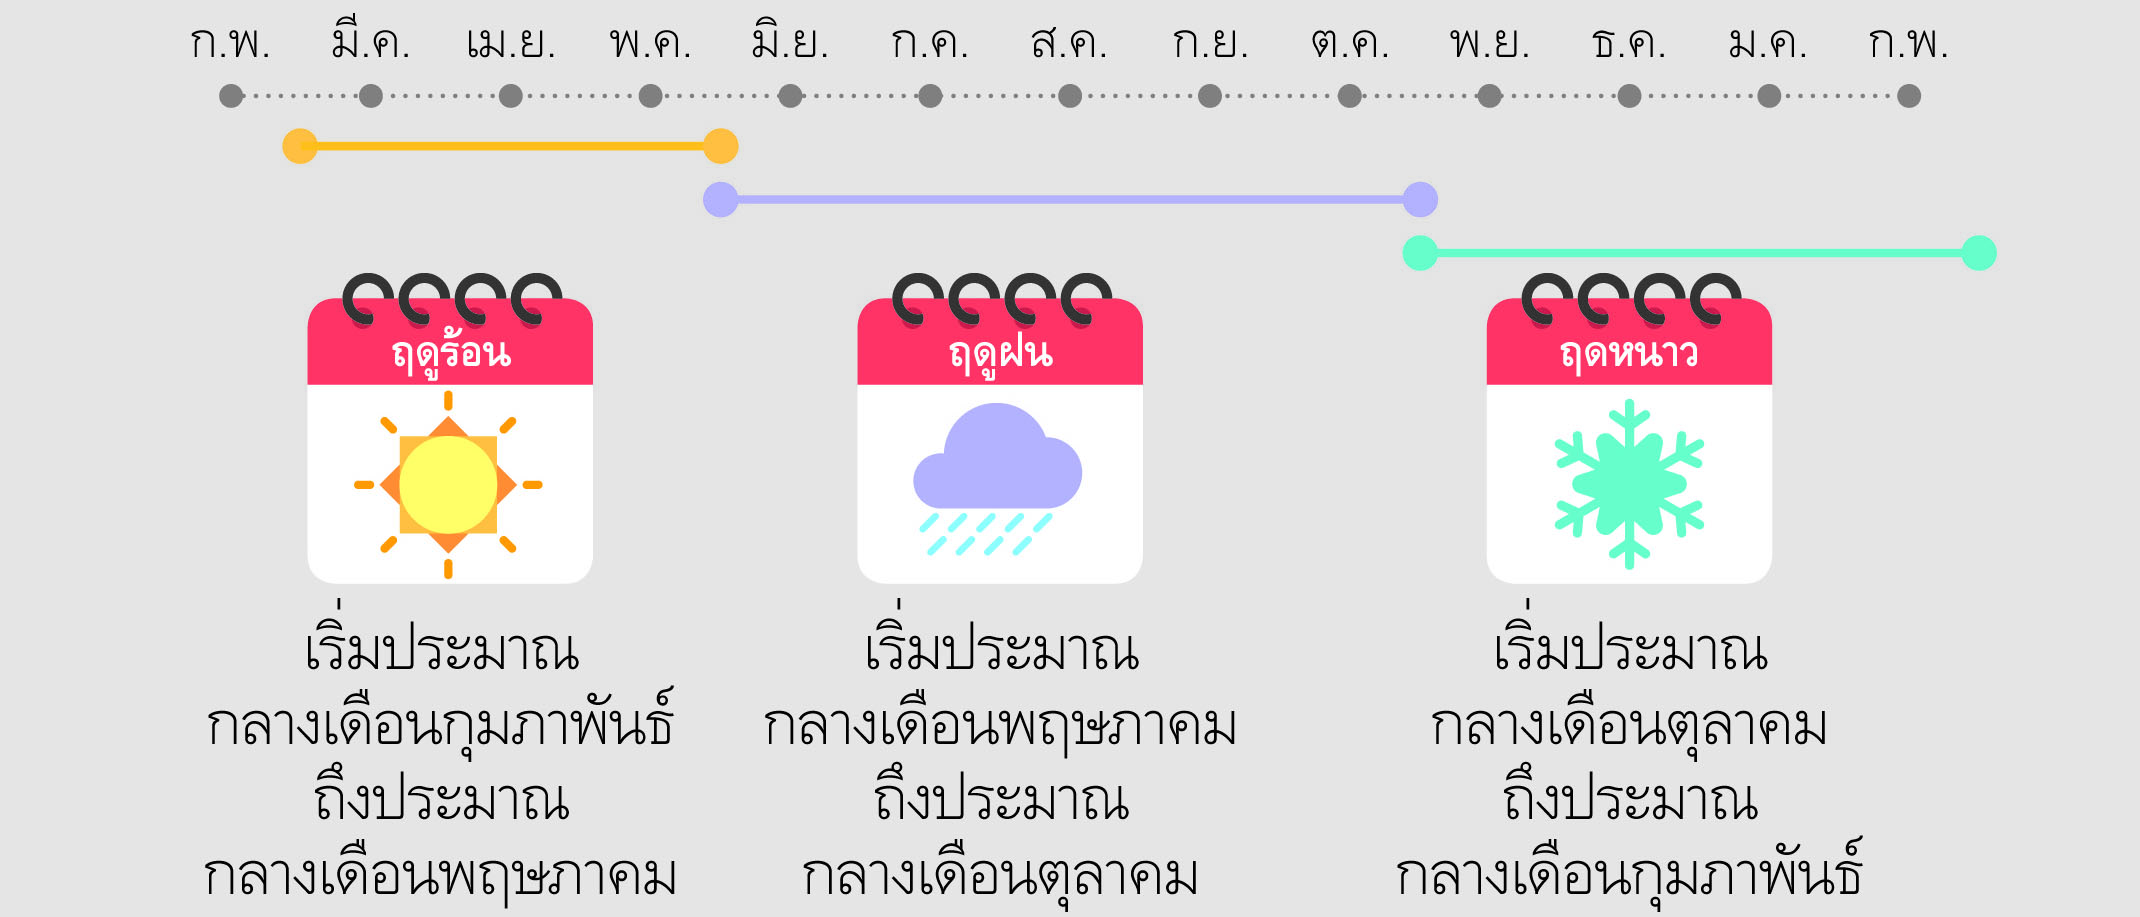 ก.พ. มี.ค. เม.ย. พ.ค. มิ.ย. ก.ค. ส.ค. ก.ย. ต.ค. พ.ย. ธ.ค. ม.ค. ก.พ.
ฤดูร้อน
เริ่มประมาณ
กลางเดือนกุมภาพันธ์
ถึงประมาณ
กลางเดือนพฤษภาคม
ฤดูฝน
เริ่มประมาณ
กลางเดือนพฤษภาคม
ถึงประมาณ
กลางเดือนตุลาคม
ฤดหนาว
เริ่มประมาณ
กลางเดือนตุลาคม
ถึงประมาณ
กลางเดือนกุมภาพันธ์